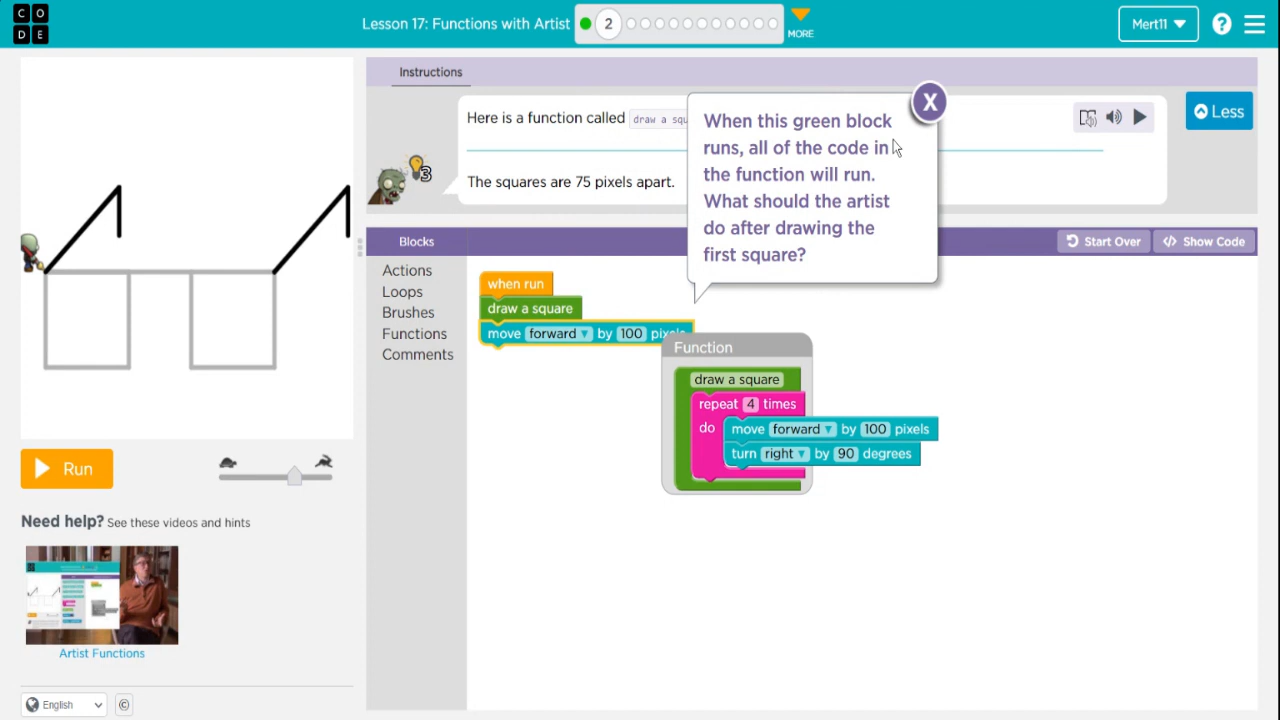 C O
D E
Lesson 17: Functions with Artist
2
MORE
Mert11
?
Instructions
Here is a function called draw a squ
3
The squares are 75 pixels apart.
When this green block
runs, all of the code in
the function will run.
What should the artist
do after drawing the
first square?
X
Less
Blocks
Start Over
</> Show Code
Actions
Loops
Brushes
Functions
Comments
when run
draw a square
move forward by 100 pixels
Function
draw a square
repeat 4 times
do move forward by 100 pixels
turn right by 90 degrees
Run
Need help? See these videos and hints
Artist Functions
English
©